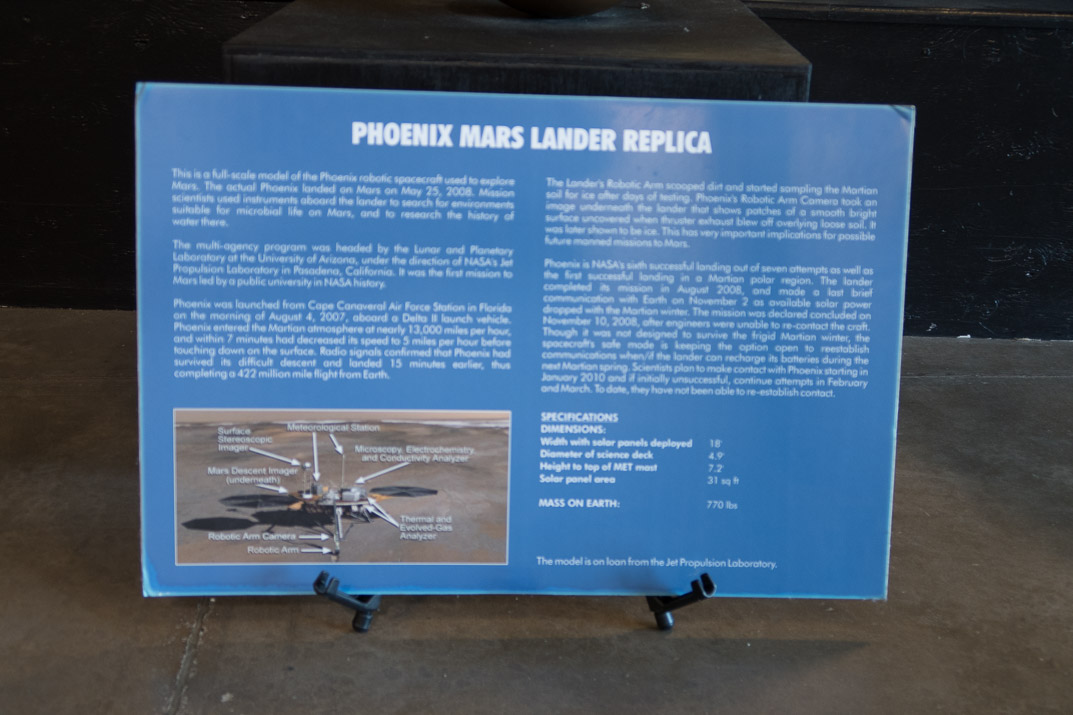 PHOENIX MARS LANDER REPLICA
This is a full-scale model of the Phoenix robotic spacecraft used to explore
Mars. The actual Phoenix landed on Mars on May 25, 2008. Mission
scientists used instruments aboard the lander to search for environments
suitable for microbial life on Mars, and to research the history of
water there.
The multi-agency program was headed by the Lunar and Planetary
Laboratory at the University of Arizona, under the direction of NASA's Jet
Propulsion Laboratory in Pasadena, California. It was the first mission to
Mars led by a public university in NASA history.
Phoenix was launched from Cape Canaveral Air Force Station in Florida
on the morning of August 4, 2007, aboard a Delta II launch vehicle.
Phoenix entered the Martian atmosphere at nearly 13,000 miles per hour,
and within 7 minutes had decreased its speed to 5 miles per hour before
touching down on the surface. Radio signals confirmed that Phoenix had
survived its difficult descent and landed 15 minutes earlier, thus
completing a 422 million mile flight from Earth.
Surface
Stereoscopic
Imager
Meteorological Station
Microscopy, Electrochemistry,
and Conductivity Analyzer
Mars Descent Imager
(underneath)
Thermal and
Evolved-Gas
Analyzer
Robotic Arm Camera
Robotic Arm
The Lander's Robotic Arm scooped dirt and started sampling the Martian
soil for ice after days of testing. Phoenix's Robotic Arm Camera took an
image underneath the lander that shows patches of a smooth bright
surface uncovered when thruster exhaust blew off overlying loose soil. It
was later shown to be ice. This has very important implications for possible
future manned missions to Mars.
Phoenix is NASA's sixth successful landing out of seven attempts as well as
the first successful landing in a Martian polar region. The lander
completed its mission in August 2008, and made a last brief
communication with Earth on November 2 as available solar power
dropped with the Martian winter. The mission was declared concluded on
November 10, 2008, after engineers were unable to re-contact the craft.
Though it was not designed to survive the frigid Martian winter, the
spacecraft's safe mode is keeping the option open to reestablish
communications when/if the lander can recharge its batteries during the
next Martian spring. Scientists plan to make contact with Phoenix starting in
January 2010 and if initially unsuccessful, continue attempts in February
and March. To date, they have not been able to re-establish contact.
SPECIFICATIONS
DIMENSIONS:
Width with solar panels deployed 18'
Diameter of science deck 4.9'
Height to top of MET mast 7.2'
Solar panel area 31 sq ft
MASS ON EARTH: 770 lbs
The model is on loan from the Jet Propulsion Laboratory.